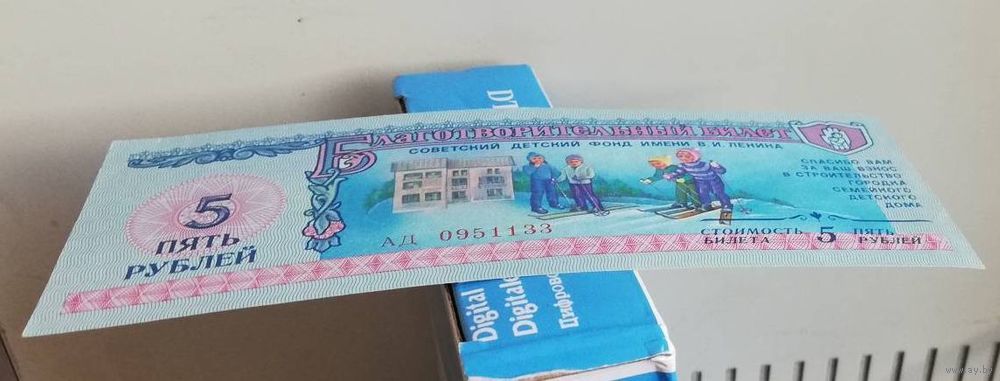 Благотворительный билет
СОВЕТСКИЙ ДЕТСКИЙ ФОНД ИМЕНИ В.И. ЛЕНИНА
СПАСИБО ВАМ
ЗА ВАШ ВЗНОС
В СТРОИТЕЛЬСТВО
ГОРОДКА
СЕМЕЙНОГО
ДЕТСКОГО
ДОМА
5
ПЯТЬ
РУБЛЕЙ
АД 0951133
СТОИМОСТЬ
БИЛЕТА
5
ПЯТЬ
РУБЛЕЙ
Digital
Цифрово
www.ay.by